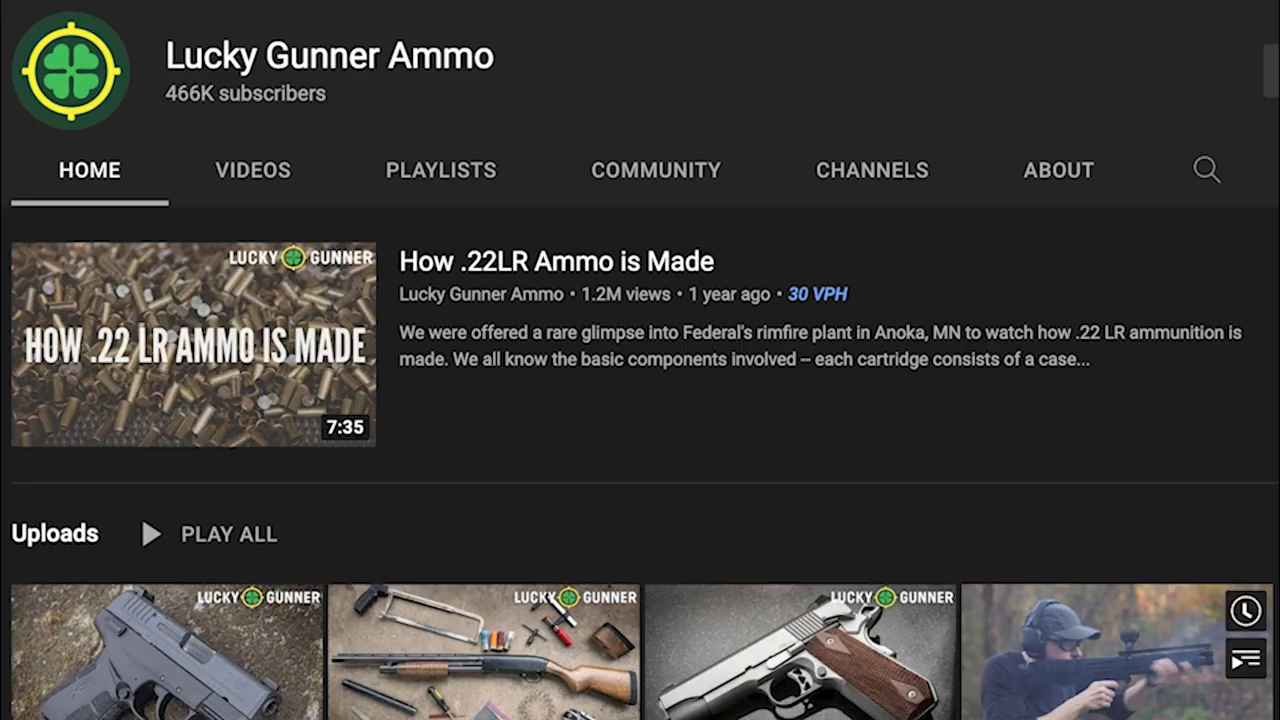 Lucky Gunner Ammo
466K subscribers
HOME
VIDEOS
PLAYLISTS
COMMUNITY
CHANNELS
ABOUT
LUCKY GUNNER
HOW .22 LR AMMO IS MADE
7:35
How .22LR Ammo is Made
Lucky Gunner Ammo • 1.2M views • 1 year ago • 30 VPH
We were offered a rare glimpse into Federal's rimfire plant in Anoka, MN to watch how .22 LR ammunition is
made. We all know the basic components involved – each cartridge consists of a case...
Uploads
PLAY ALL
LUCKY GUNNER
LUCKY GUNNER
LUCKY GUNNER